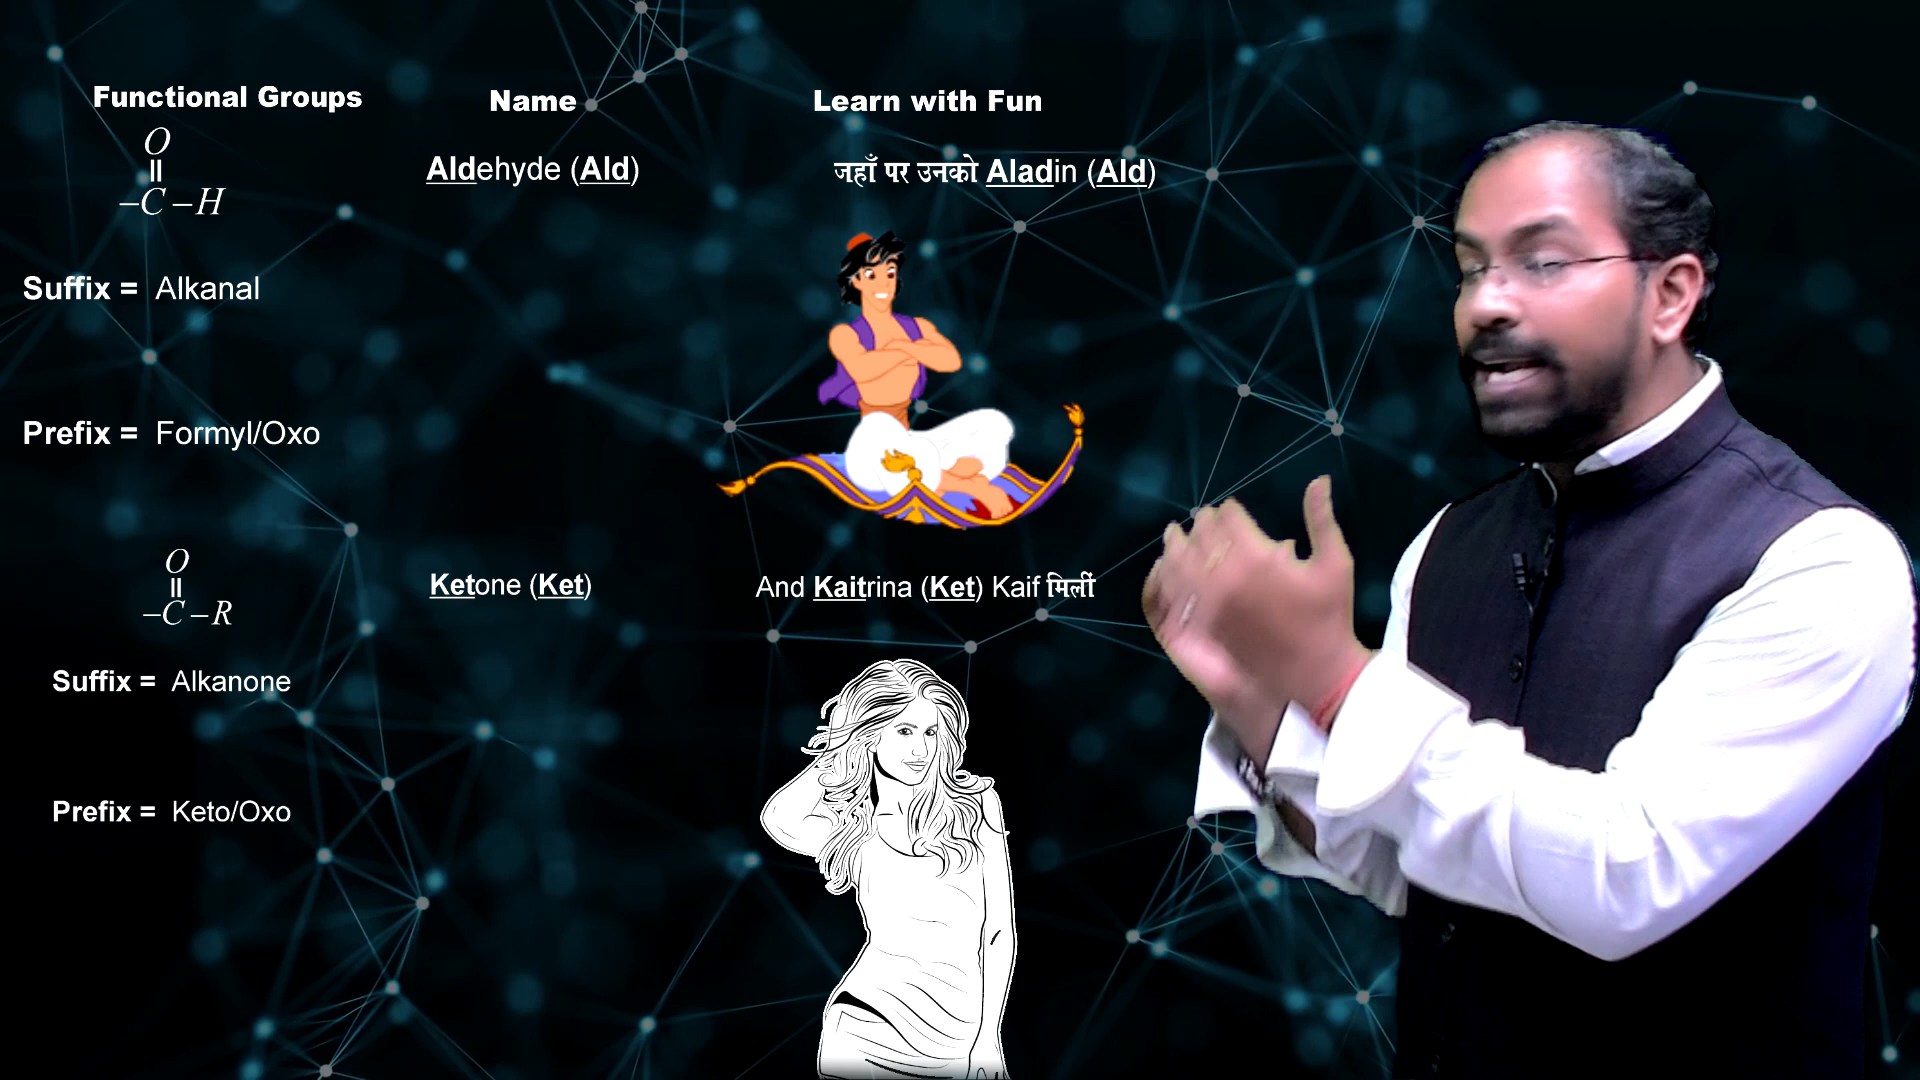 Functional Groups
Name
Learn with Fun
O
||
–C–H
Aldehyde (Ald)
जहाँ पर उनको Aladin (Ald)
Suffix = Alkanal
Prefix = Formyl/Oxo
O
||
–C–R
Ketone (Ket)
And Kaitrina (Ket) Kaif मिलीं
Suffix = Alkanone
Prefix = Keto/Oxo